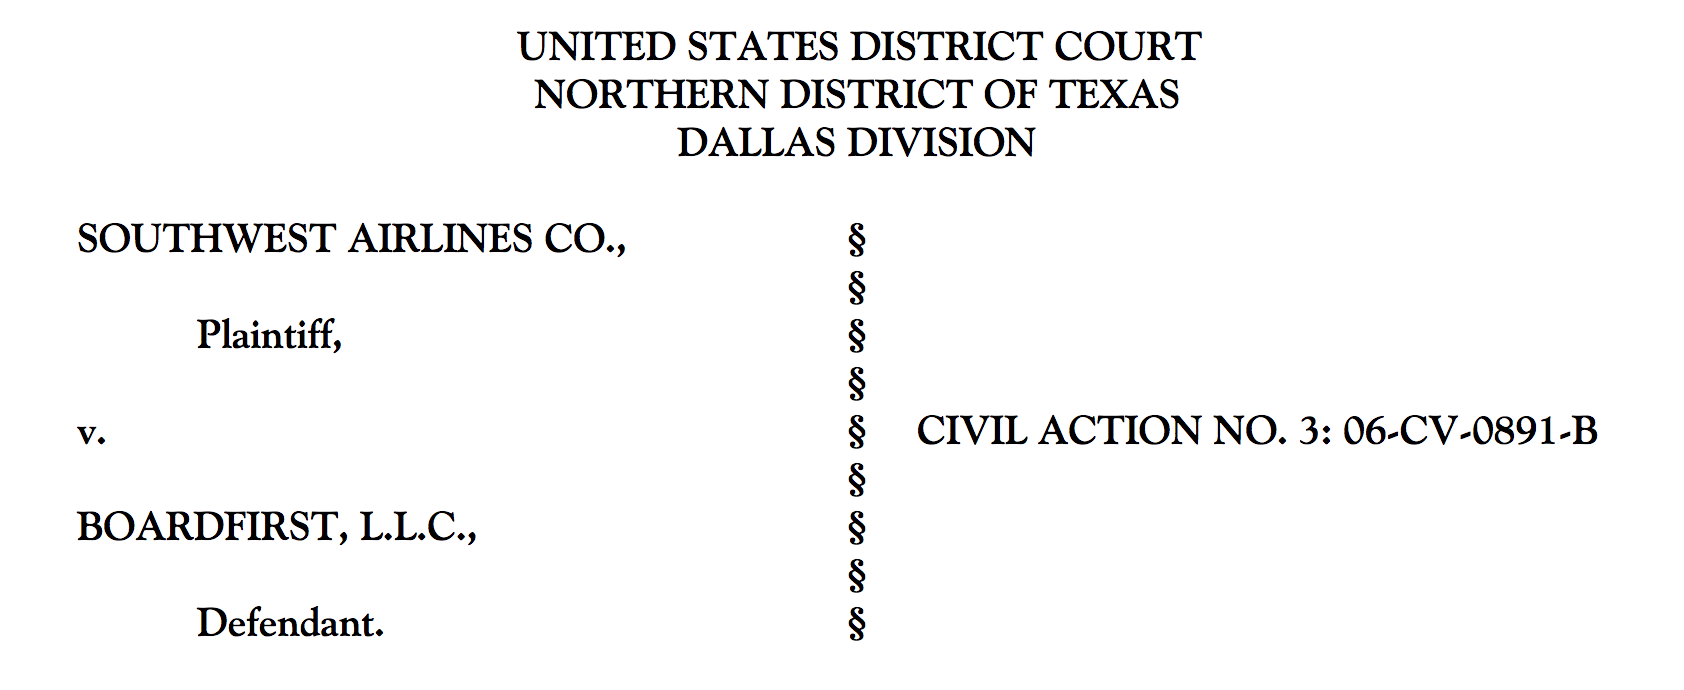 UNITED STATES DISTRICT COURT
NORTHERN DISTRICT OF TEXAS
DALLAS DIVISION
SOUTHWEST AIRLINES CO., §
§
Plaintiff, §
§
v. § CIVIL ACTION NO. 3: 06-CV-0891-B
§
BOARDFIRST, L.L.C., §
§
Defendant. §